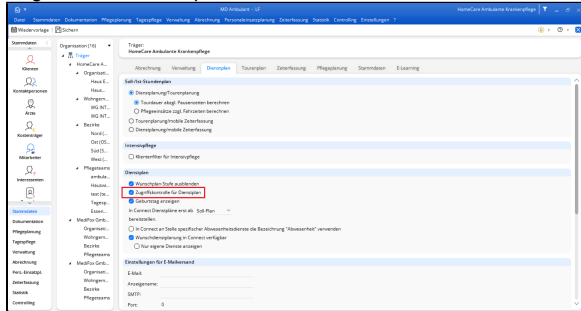 MD Ambulant - LF
HomeCare Ambulante Krankenpflege
Datei Stammdaten Dokumentation Pflegeplanung Tagespflege Verwaltung Abrechnung Personaleinsatzplanung Zeiterfassung Statistik Controlling Einstellungen ?
Wiedervorlage Sichern
Stammdaten
Klienten
Kontaktpersonen
Ärzte
Kostenträger
Mitarbeiter
Interessenten
Stammdaten
Dokumentation
Pflegeplanung
Tagespflege
Verwaltung
Abrechnung
Pers.-Einsatzpl.
Zeiterfassung
Statistik
Controlling
Organisation (16)
Träger
HomeCare A...
Organisati...
Haus E...
Haus...
Wohngem...
WG INT...
WG INT...
Bezirke
Nord (...
Ost (OS...
Süd (S...
West (...
Pflegeteams
ambula...
Hauswi...
test (te...
Tagesp...
Essen...
MediFox Gmb...
Organisati...
Wohngem...
Bezirke
Pflegeteams
MediFox Gmb...
Organisati...
Wohngem...
Bezirke
Pflegeteams
Träger:
HomeCare Ambulante Krankenpflege
Abrechnung Verwaltung Dienstplan Tourenplan Zeiterfassung Pflegeplanung Stammdaten E-Learning
Soll-/Ist-Stundenplan
Dienstplanung/Tourenplanung
Tourdauer abzgl. Pausenzeiten berechnen
Pflegeeinsätze zzgl. Fahrzeiten berechnen
Tourenplanung/mobile Zeiterfassung
Dienstplanung/mobile Zeiterfassung
Intensivpflege
Klientenfilter für Intensivpflege
Dienstplan
Wunschplan-Stufe ausblenden
Zugriffskontrolle für Dienstplan
Geburtstag anzeigen
In Connect Dienstpläne erst ab Soll-Plan
bereitstellen.
In Connect an Stelle spezifischer Abwesenheitsdienste die Bezeichnung "Abwesenheit" verwenden
Wunschdienstplanung in Connect verfügbar
Nur eigene Dienste anzeigen
Einstellungen für E-Mailversand
E-Mail:
Anzeigename:
SMTP:
Port: 0